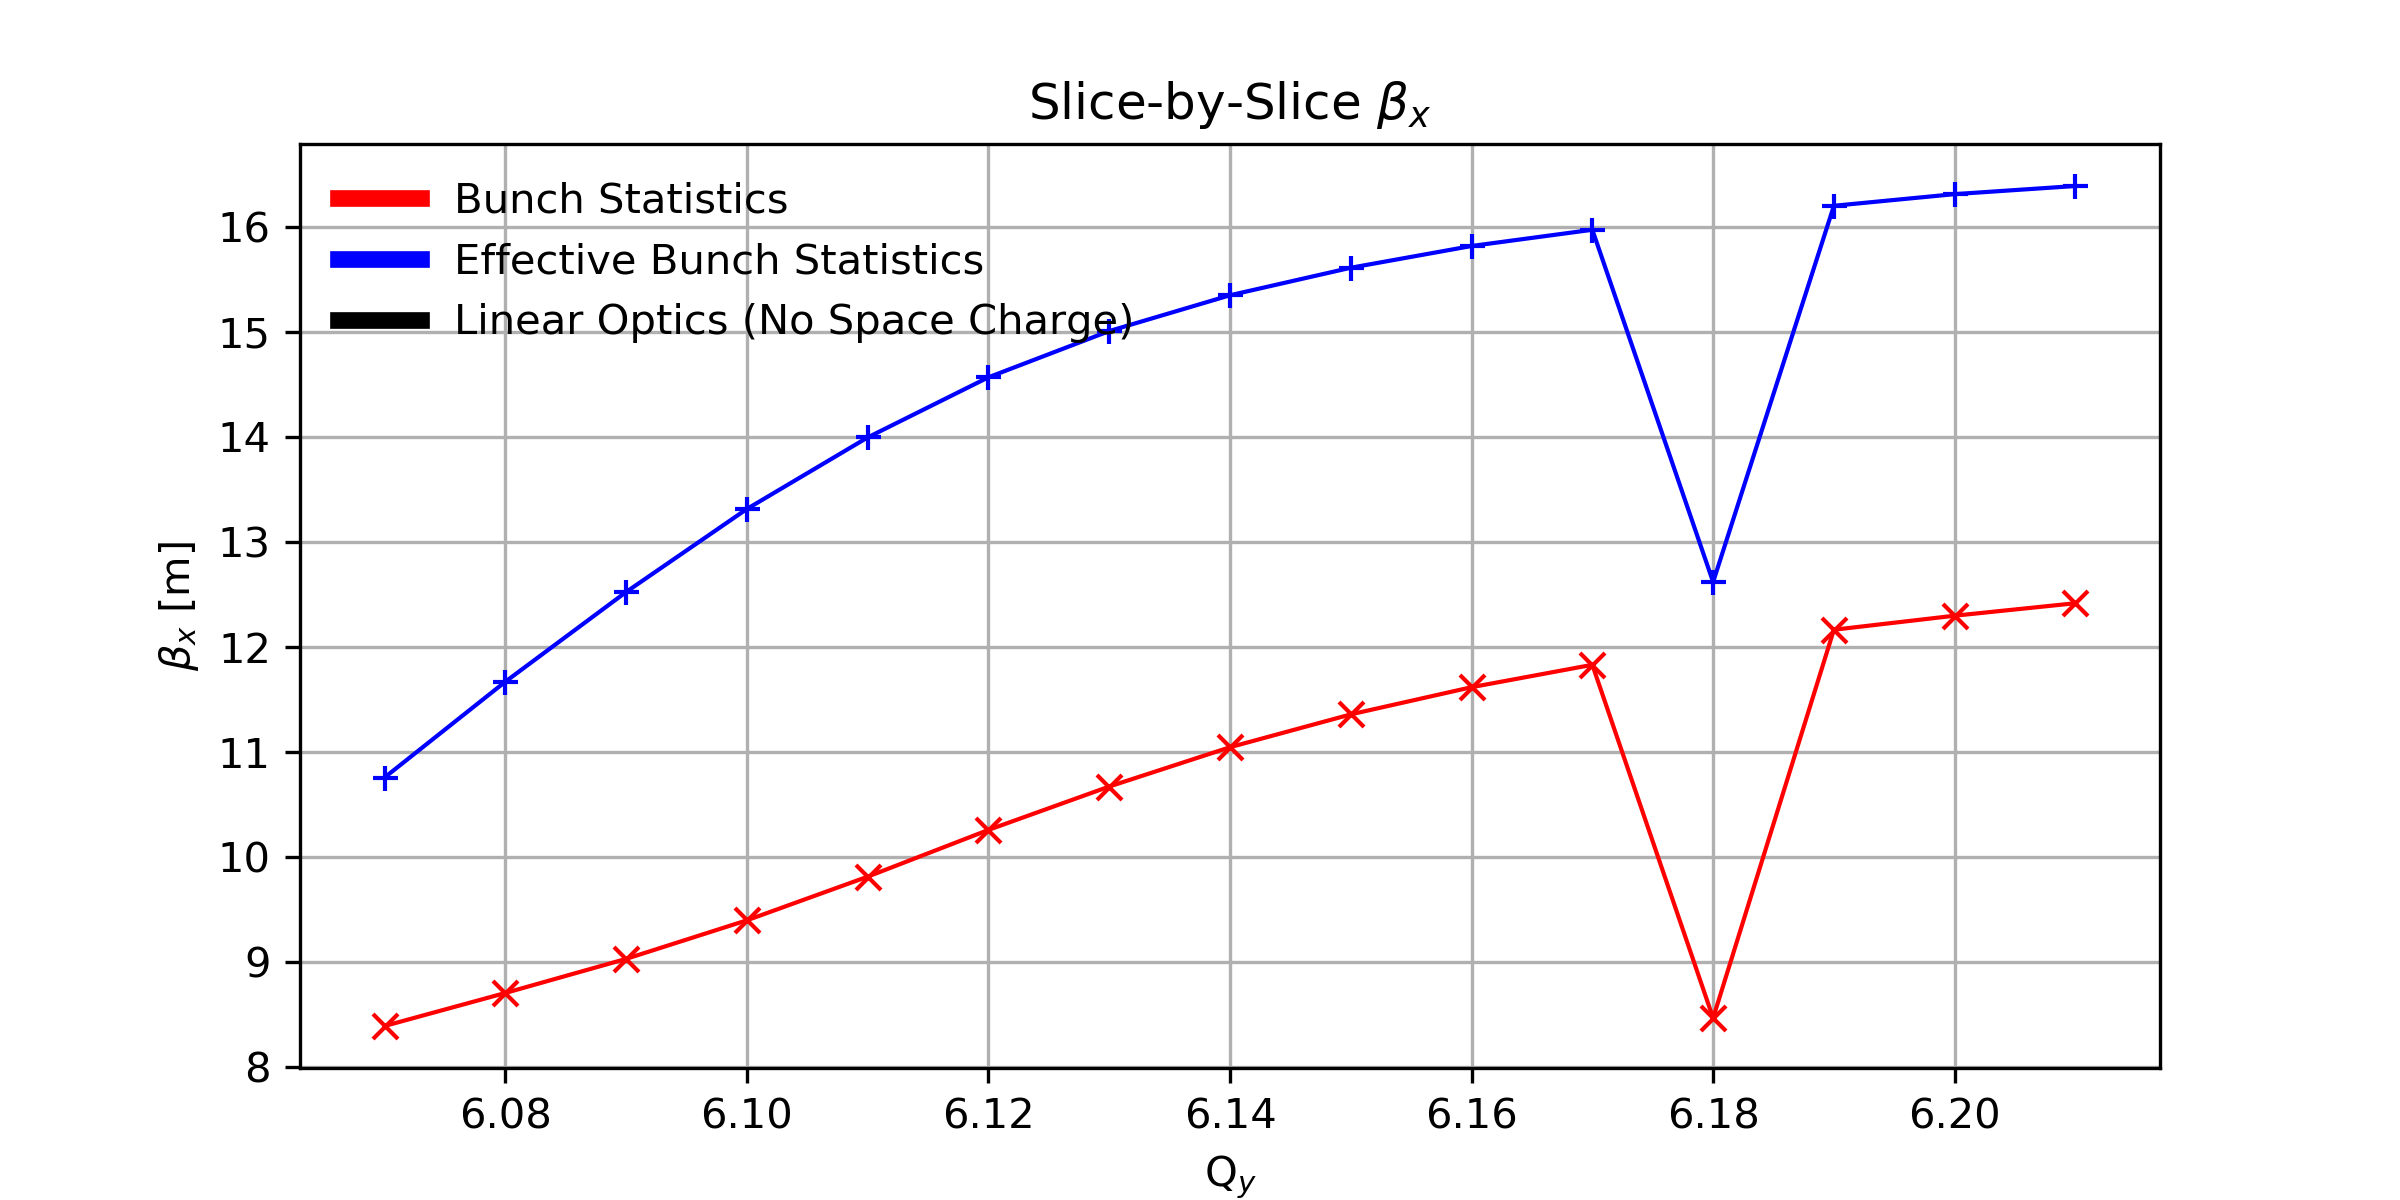 Slice-by-Slice βₓ
Bunch Statistics
Effective Bunch Statistics
Linear Optics (No Space Charge)
βₓ [m]
16
15
14
13
12
11
10
9
8
6.08 6.10 6.12 6.14 6.16 6.18 6.20
Qy